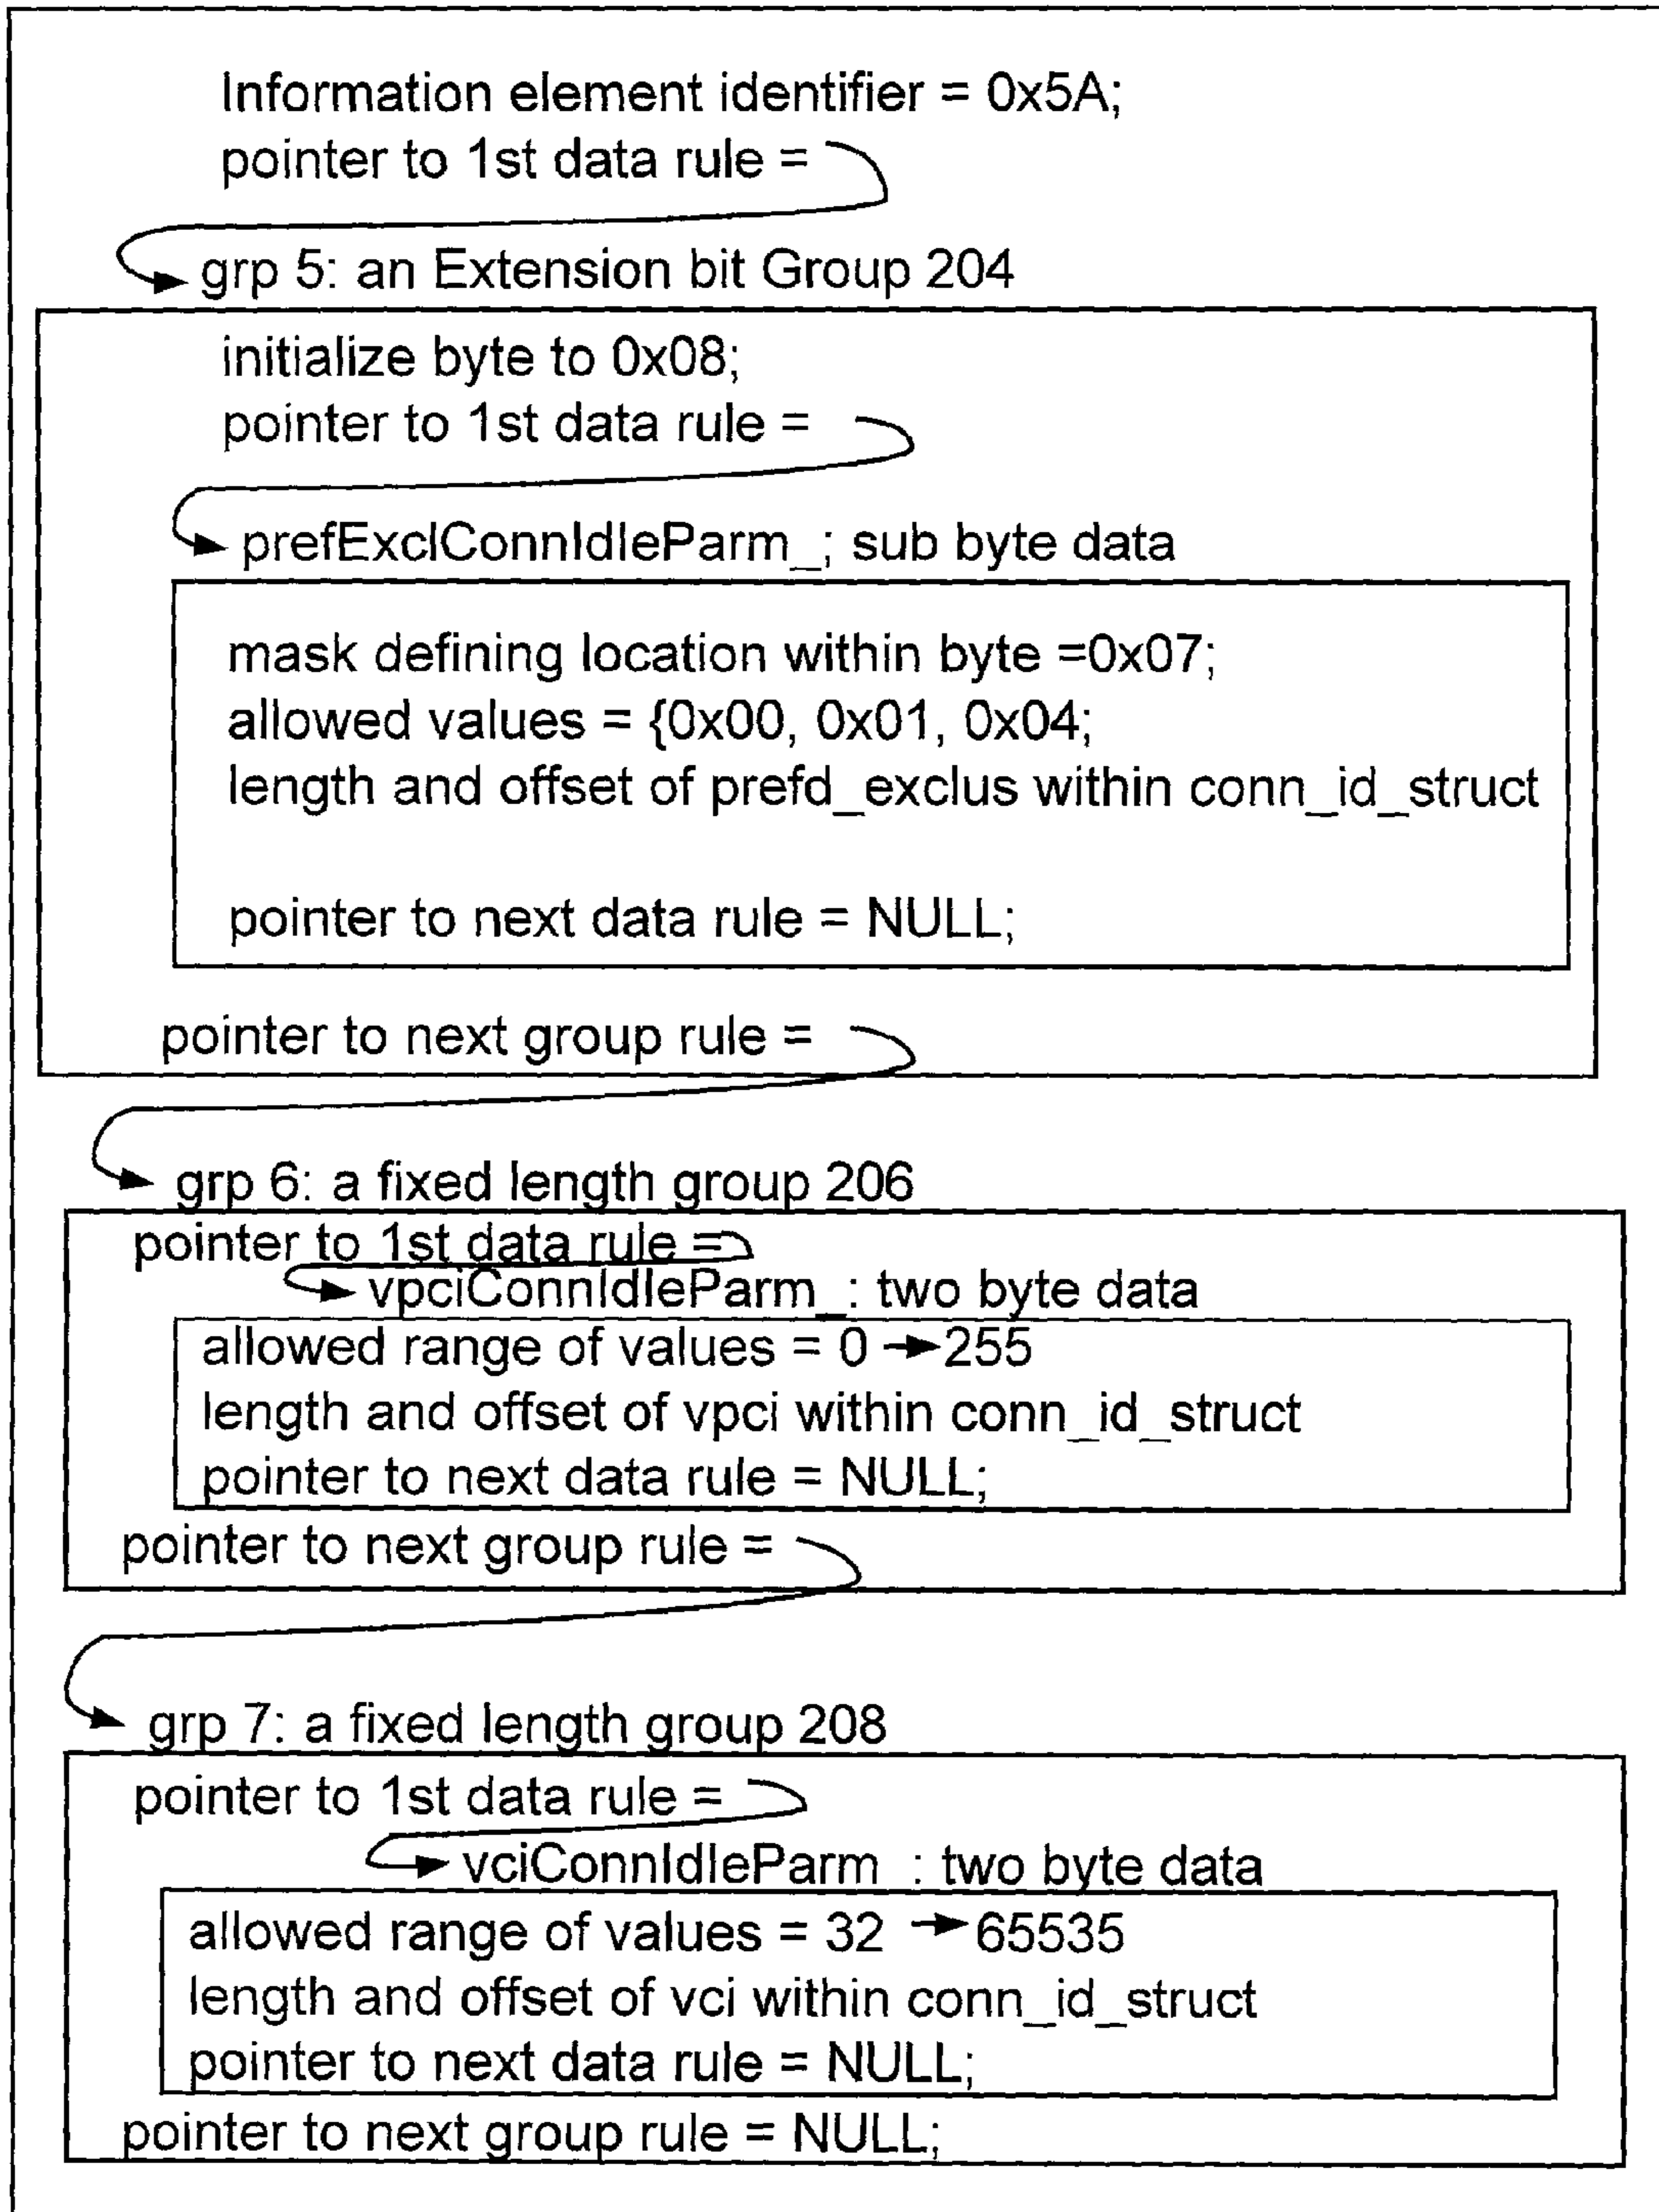 Information element identifier = 0x5A;
pointer to 1st data rule =
grp 5: an Extension bit Group 204
initialize byte to 0x08;
pointer to 1st data rule =
prefExclConnIdleParm_; sub byte data
mask defining location within byte =0x07;
allowed values = {0x00, 0x01, 0x04;
length and offset of prefd_exclus within conn_id_struct
pointer to next data rule = NULL;
pointer to next group rule =
grp 6: a fixed length group 206
pointer to 1st data rule =
vpciConnIdleParm_: two byte data
allowed range of values = 0 → 255
length and offset of vpci within conn_id_struct
pointer to next data rule = NULL;
pointer to next group rule =
grp 7: a fixed length group 208
pointer to 1st data rule =
vciConnIdleParm_: two byte data
allowed range of values = 32 → 65535
length and offset of vci within conn_id_struct
pointer to next data rule = NULL;
pointer to next group rule = NULL;